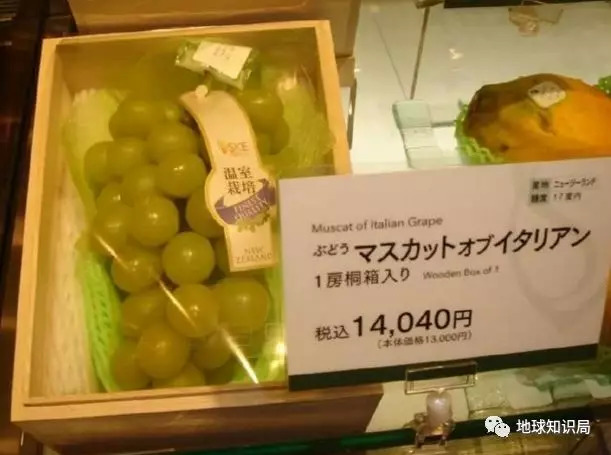 温室
栽培
FINEST
QUALITY
NEW
ZEALAND
産地 ニュージーランド
糖度 17度内
Muscat of Italian Grape
ぶどう マスカットオブイタリアン
1房桐箱入り Wooden Box of 1
税込14,040円
(本体価格13,000円)
地球知识局